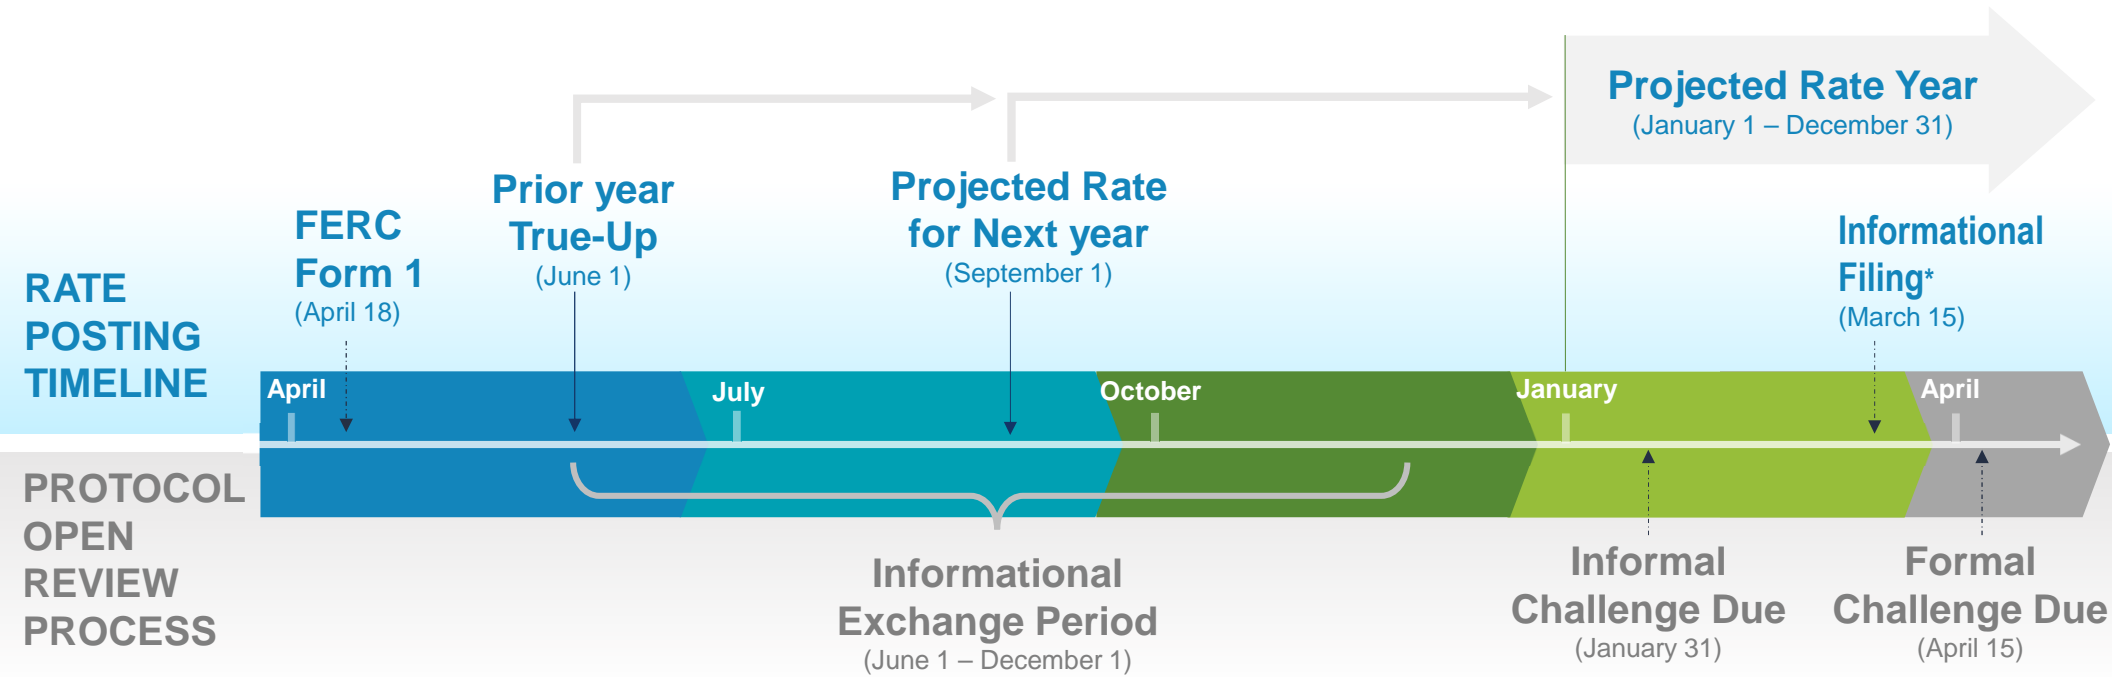 Projected Rate Year
(January 1 – December 31)
Prior year
True-Up
(June 1)
Projected Rate
for Next year
(September 1)
FERC
Form 1
(April 18)
Informational
Filing*
(March 15)
RATE
POSTING
TIMELINE
April
July
October
January
April
PROTOCOL
OPEN
REVIEW
PROCESS
Informational
Exchange Period
(June 1 – December 1)
Informal
Challenge Due
(January 31)
Formal
Challenge Due
(April 15)